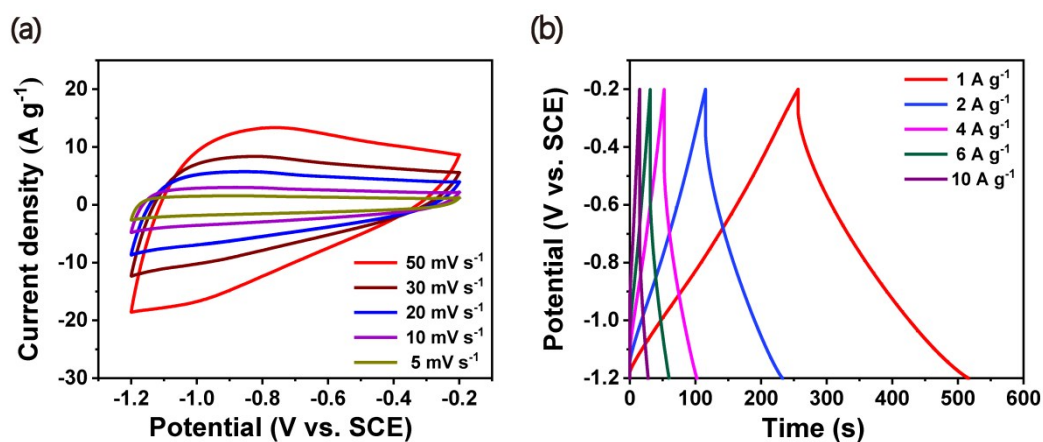 (a)
Current density (A g⁻¹)
20
10
0
-10
-20
-30
50 mV s⁻¹
30 mV s⁻¹
20 mV s⁻¹
10 mV s⁻¹
5 mV s⁻¹
-1.2 -1.0 -0.8 -0.6 -0.4 -0.2
Potential (V vs. SCE)
(b)
Potential (V vs. SCE)
-0.2
-0.4
-0.6
-0.8
-1.0
-1.2
1 A g⁻¹
2 A g⁻¹
4 A g⁻¹
6 A g⁻¹
10 A g⁻¹
0 100 200 300 400 500 600
Time (s)